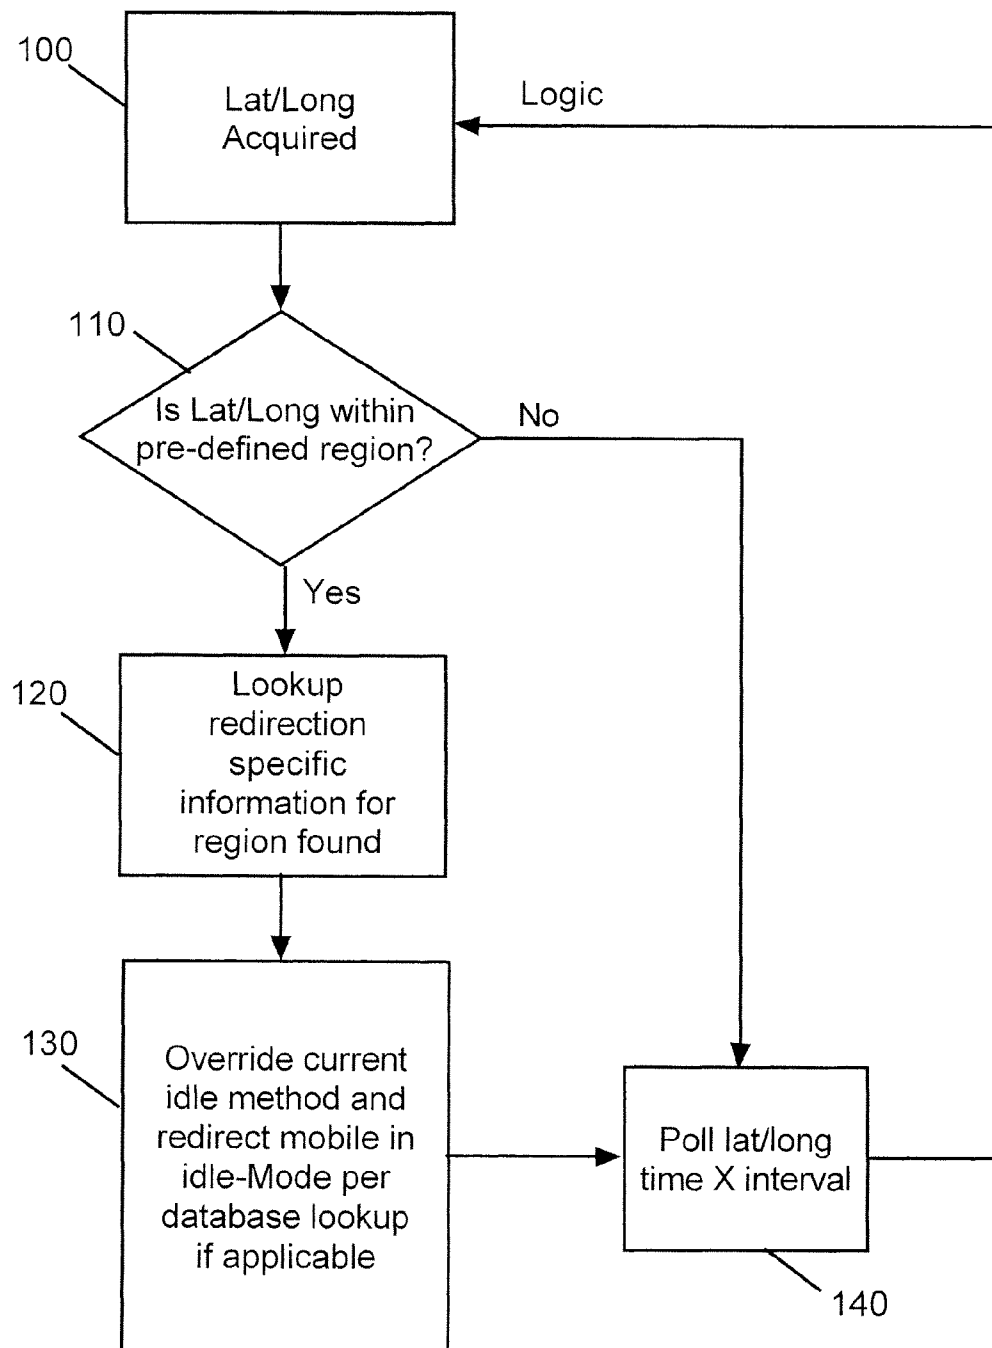 100
Lat/Long
Acquired
Logic
110
Is Lat/Long within
pre-defined region?
No
Yes
120
Lookup
redirection
specific
information for
region found
130
Override current
idle method and
redirect mobile in
idle-Mode per
database lookup
if applicable
Poll lat/long
time X interval
140